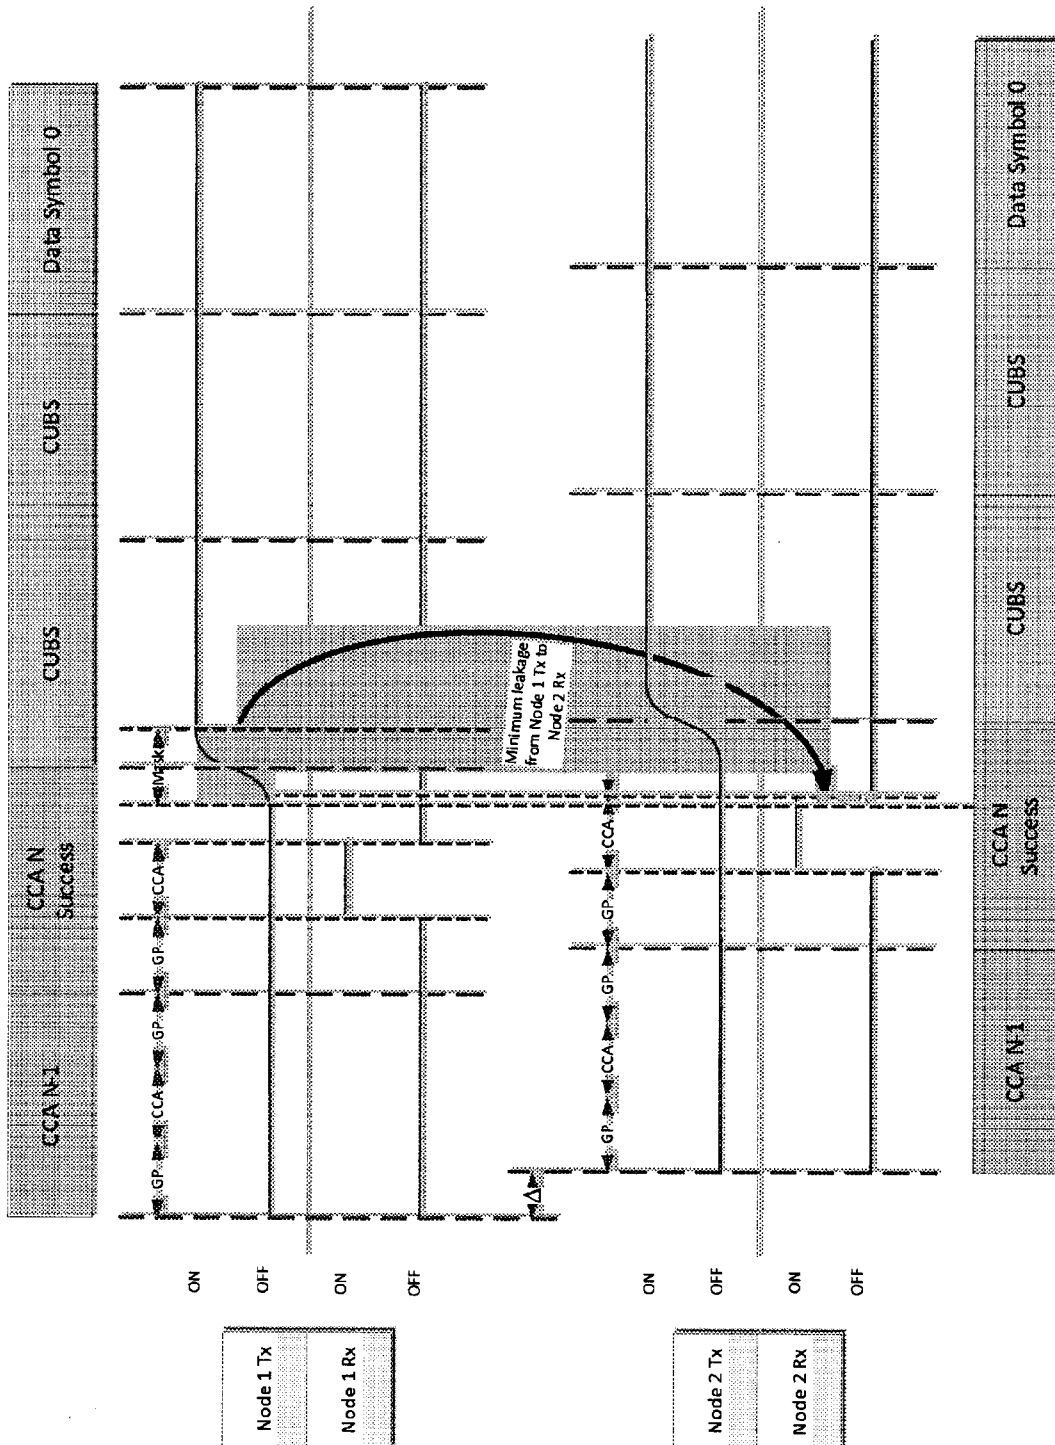 CCA N-1
CCA N
Success
CUBS
CUBS
Data Symbol 0
GP
CCA
GP
GP
CCA
Mask
Node 1 Tx
Node 1 Rx
ON
OFF
ON
OFF
Δ
Minimum leakage
from Node 1 Tx to
Node 2 Rx
GP
CCA
GP
GP
CCA
Node 2 Tx
Node 2 Rx
ON
OFF
ON
OFF
CCA N-1
CCA N
Success
CUBS
CUBS
Data Symbol 0